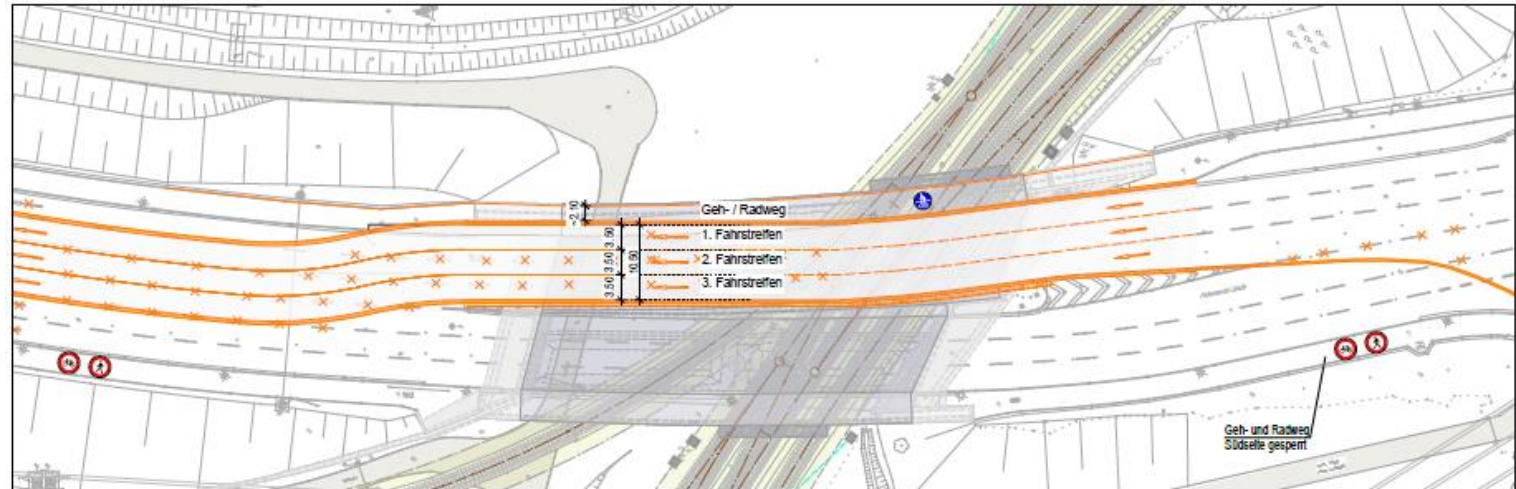 ~2.10
Geh- / Radweg
3.50
1. Fahrstreifen
3.50
10.50
2. Fahrstreifen
3.50
3. Fahrstreifen
Geh- und Radweg
Südseite gesperrt